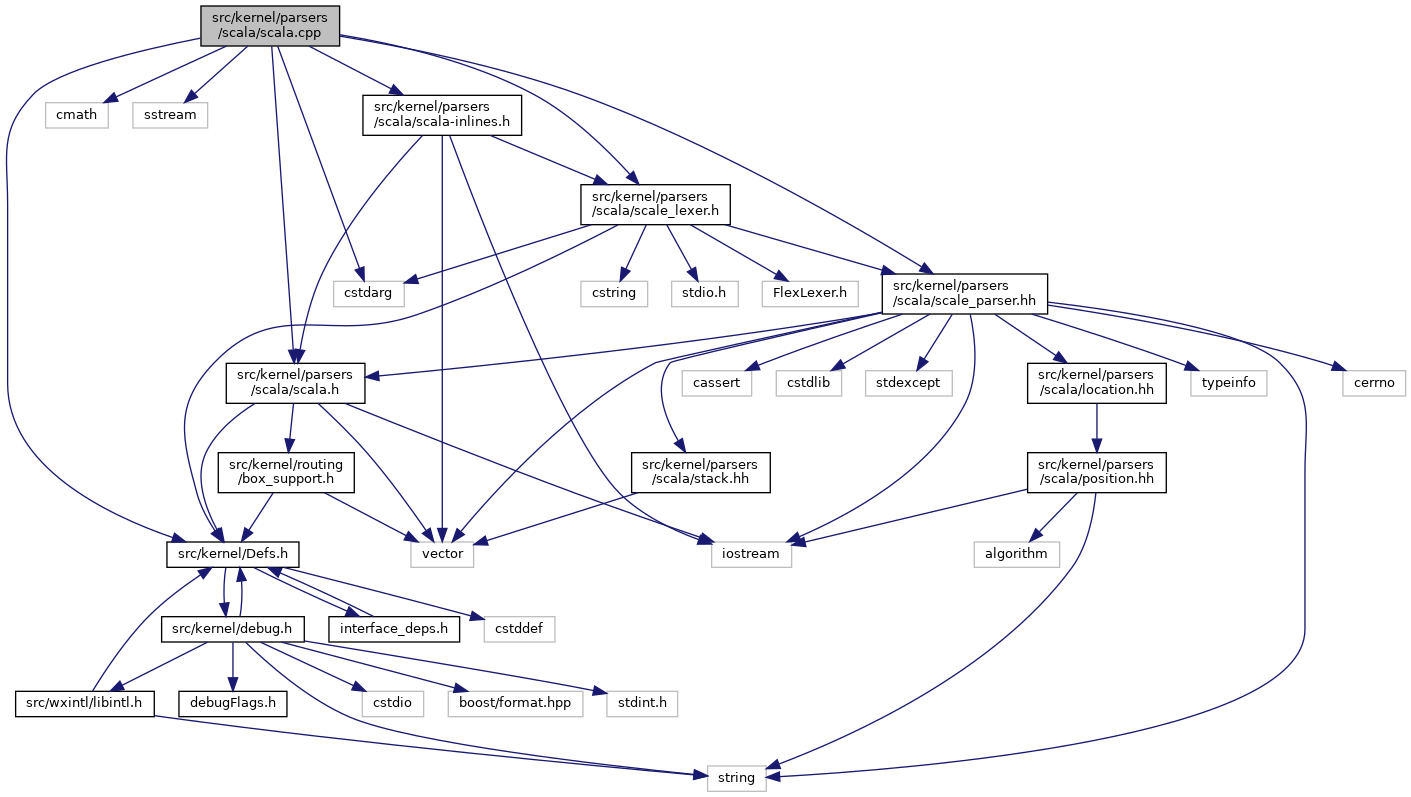 src/kernel/parsers
/scala/scala.cpp
cmath
sstream
src/kernel/parsers
/scala/scala-inlines.h
src/kernel/parsers
/scala/scale_lexer.h
cstdarg
cstring
stdio.h
FlexLexer.h
src/kernel/parsers
/scala/scale_parser.hh
src/kernel/parsers
/scala/scala.h
cassert
cstdlib
stdexcept
src/kernel/parsers
/scala/location.hh
typeinfo
cerrno
src/kernel/routing
/box_support.h
src/kernel/parsers
/scala/stack.hh
src/kernel/parsers
/scala/position.hh
src/kernel/Defs.h
vector
iostream
algorithm
src/kernel/debug.h
interface_deps.h
cstddef
src/wxintl/libintl.h
debugFlags.h
cstdio
boost/format.hpp
stdint.h
string